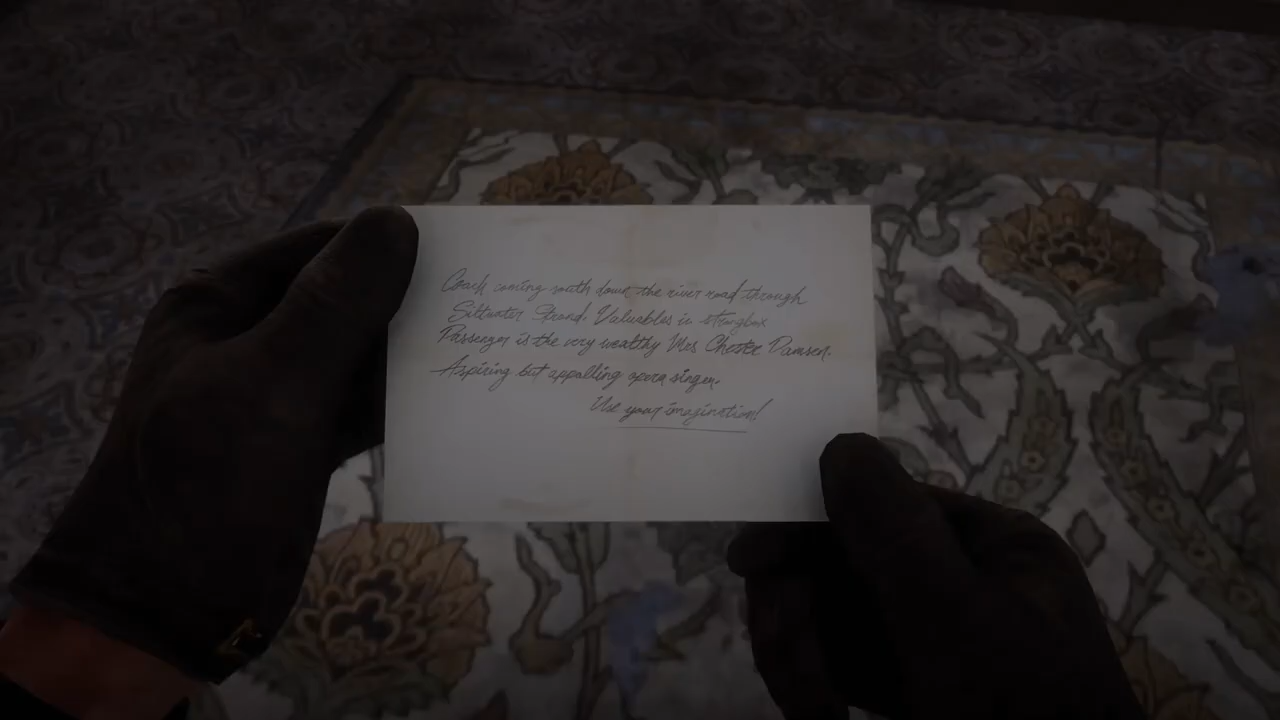 Coach coming south down the river road through
Siltwater Strand. Valuables in strongbox
Passenger is the very wealthy Mrs Chester Damsen.
Aspiring but appalling opera singer.
Use your imagination!